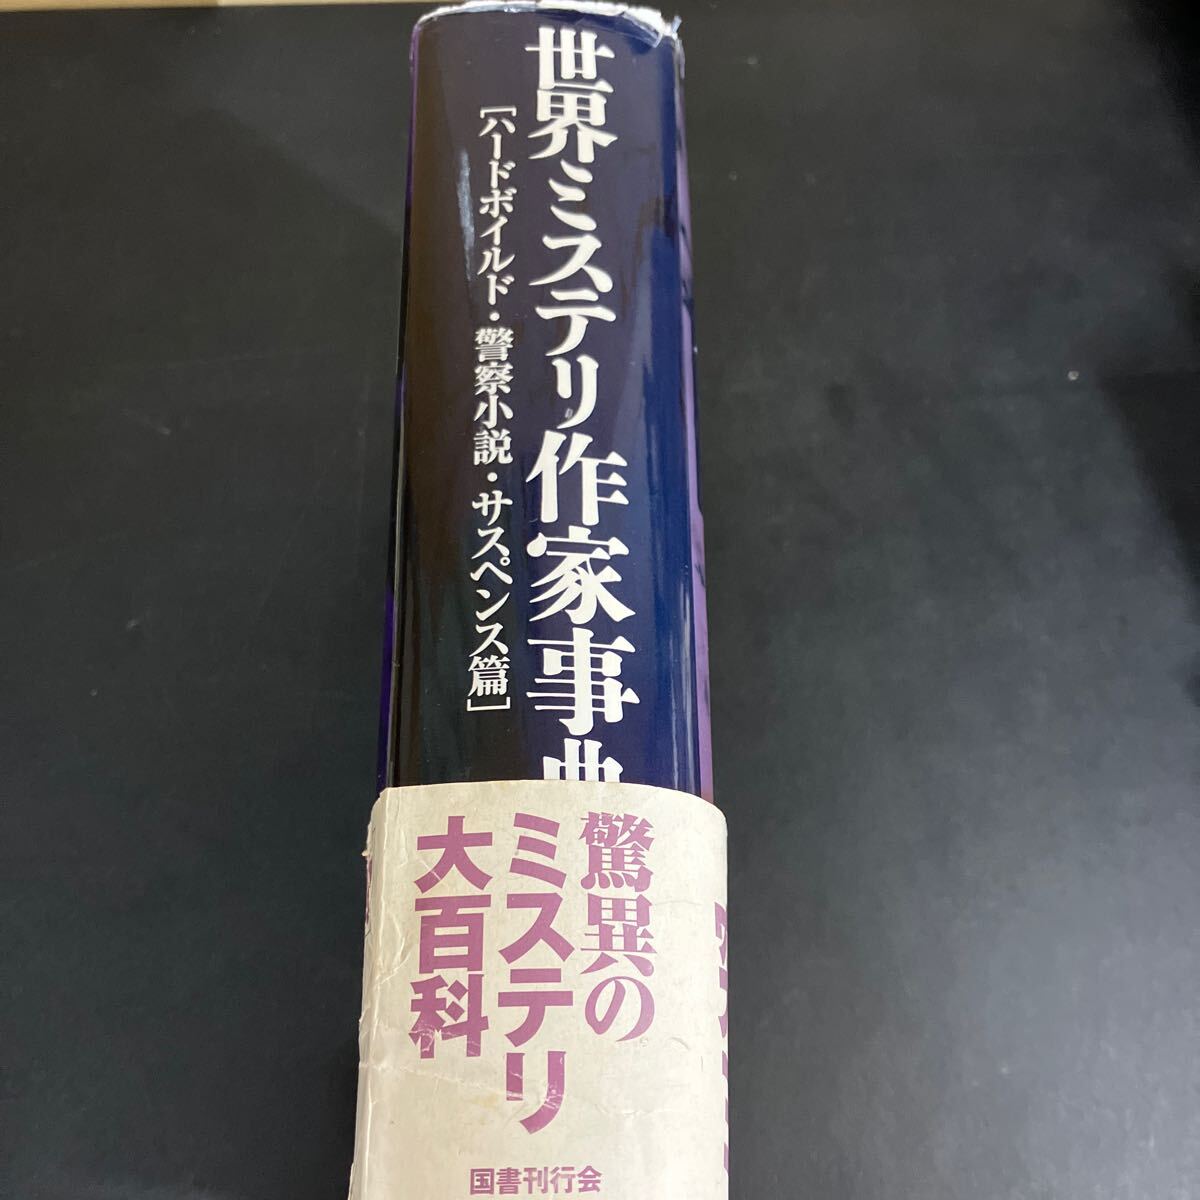 世界ミステリ作家事典
[ハードボイルド・警察小説・サスペンス篇]
驚異の
ミステリ
大百科
国書刊行会